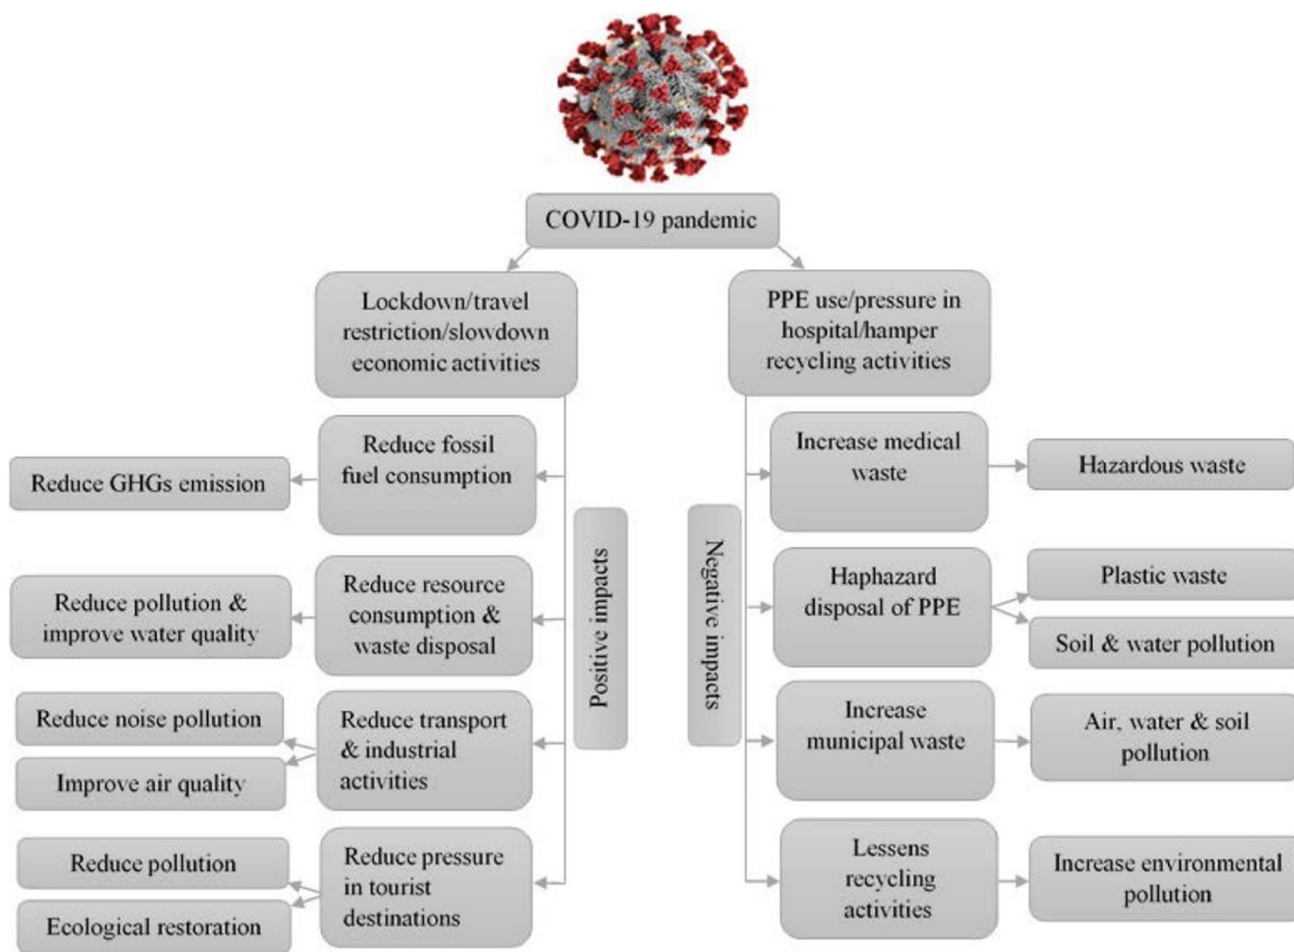 COVID-19 pandemic
Lockdown/travel
restriction/slowdown
economic activities
PPE use/pressure in
hospital/hamper
recycling activities
Reduce fossil
fuel consumption
Reduce GHGs emission
Reduce resource
consumption &
waste disposal
Reduce pollution &
improve water quality
Reduce transport
& industrial
activities
Reduce noise pollution
Improve air quality
Reduce pressure
in tourist
destinations
Reduce pollution
Ecological restoration
Positive impacts
Negative impacts
Increase medical
waste
Hazardous waste
Haphazard
disposal of PPE
Plastic waste
Soil & water pollution
Increase
municipal waste
Air, water & soil
pollution
Lessens
recycling
activities
Increase environmental
pollution